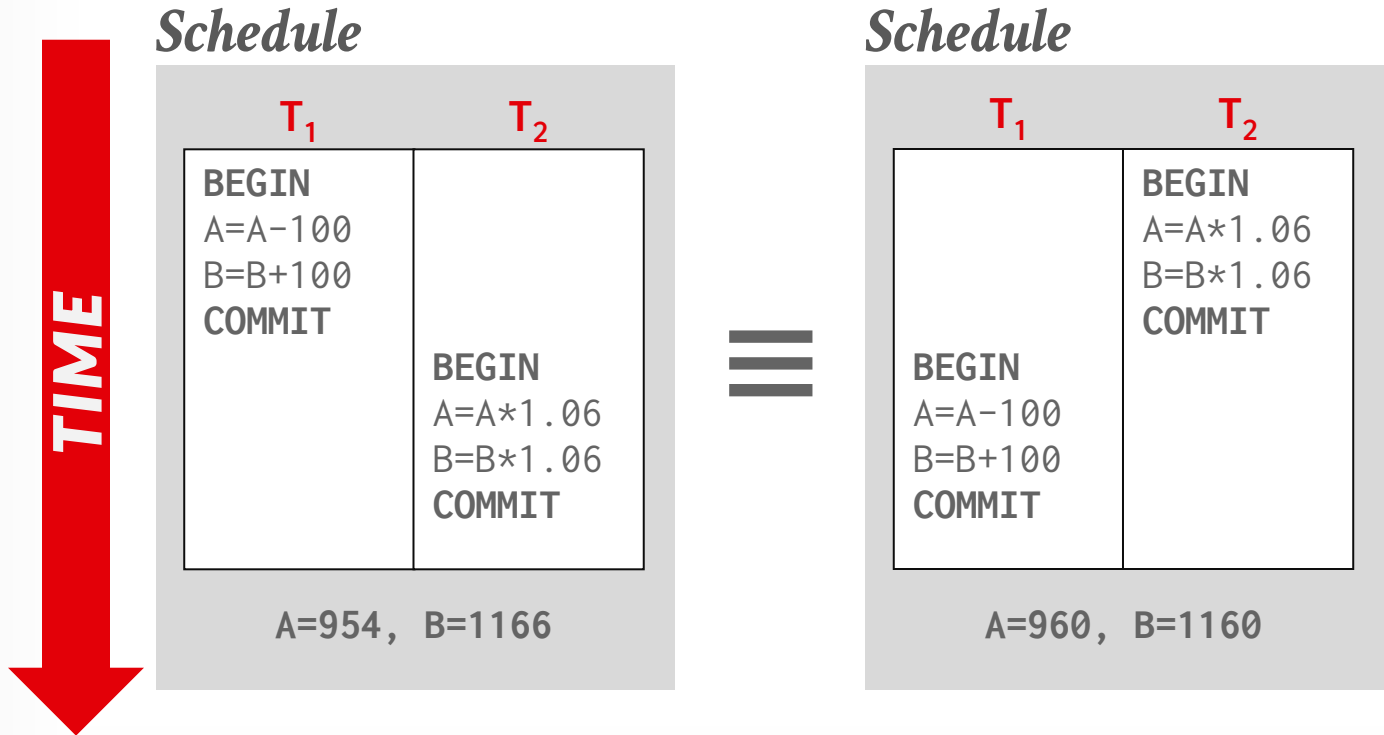 Schedule
T₁ T₂
BEGIN
A=A-100
B=B+100
COMMIT
BEGIN
A=A*1.06
B=B*1.06
COMMIT
A=954, B=1166
TIME
≡
Schedule
T₁ T₂
BEGIN
A=A*1.06
B=B*1.06
COMMIT
BEGIN
A=A-100
B=B+100
COMMIT
A=960, B=1160